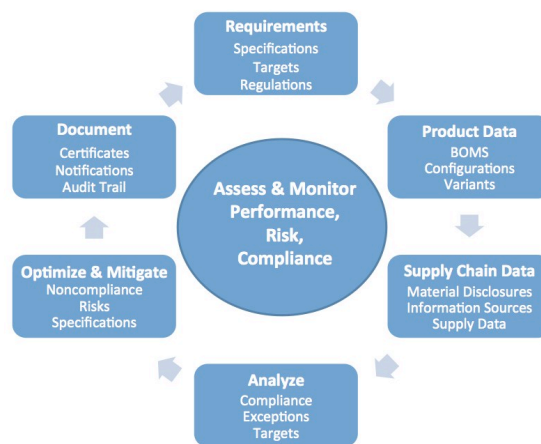 Requirements
Specifications
Targets
Regulations
Product Data
BOMS
Configurations
Variants
Supply Chain Data
Material Disclosures
Information Sources
Supply Data
Analyze
Compliance
Exceptions
Targets
Optimize & Mitigate
Noncompliance
Risks
Specifications
Document
Certificates
Notifications
Audit Trail
Assess & Monitor
Performance,
Risk,
Compliance